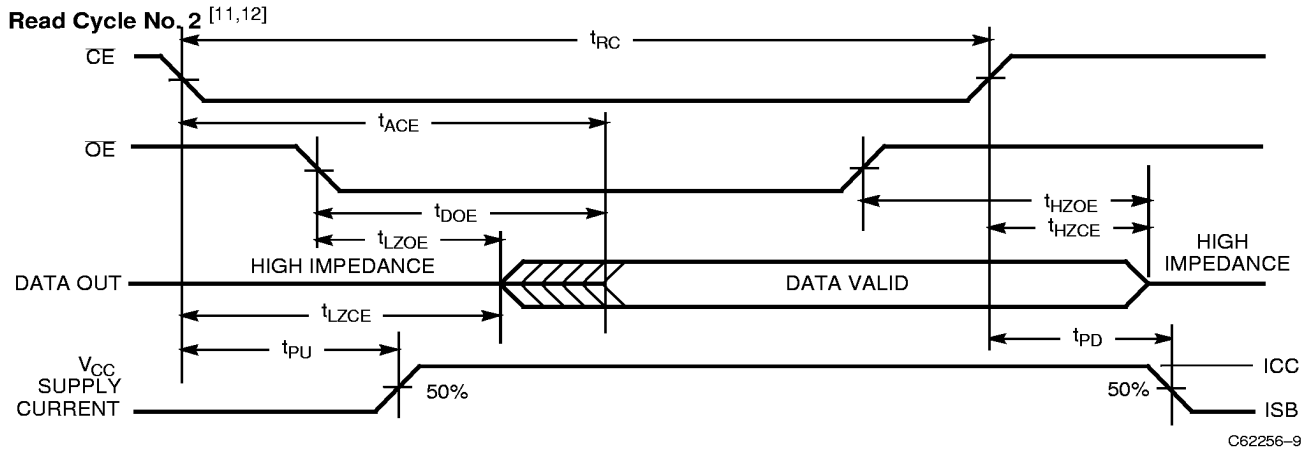 Read Cycle No. 2 [11,12]
tRC
CE
tACE
OE
tDOE
tHZOE
tLZOE
tHZCE
HIGH IMPEDANCE
HIGH
IMPEDANCE
DATA OUT
DATA VALID
tLZCE
tPU
tPD
VCC
SUPPLY
CURRENT
50%
50%
ICC
ISB
C62256–9